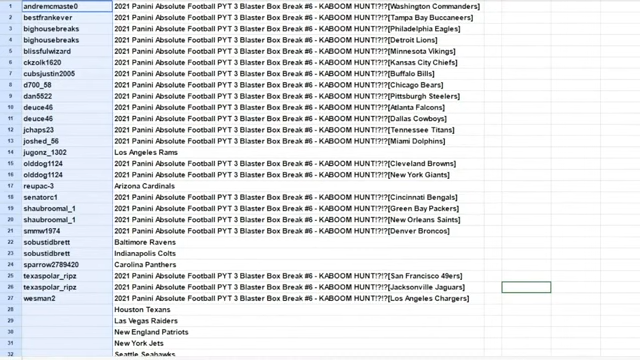 1 andremcmaste0 2021 Panini Absolute Football PYT 3 Blaster Box Break #6 - KABOOM HUNT!?!?[Washington Commanders]
2 bestfrankever 2021 Panini Absolute Football PYT 3 Blaster Box Break #6 - KABOOM HUNT!?!?[Tampa Bay Buccaneers]
3 bighousebreaks 2021 Panini Absolute Football PYT 3 Blaster Box Break #6 - KABOOM HUNT!?!?[Philadelphia Eagles]
4 bighousebreaks 2021 Panini Absolute Football PYT 3 Blaster Box Break #6 - KABOOM HUNT!?!?[Detroit Lions]
5 blissfulwizard 2021 Panini Absolute Football PYT 3 Blaster Box Break #6 - KABOOM HUNT!?!?[Minnesota Vikings]
6 ckzolk1620 2021 Panini Absolute Football PYT 3 Blaster Box Break #6 - KABOOM HUNT!?!?[Kansas City Chiefs]
7 cubsjustin2005 2021 Panini Absolute Football PYT 3 Blaster Box Break #6 - KABOOM HUNT!?!?[Buffalo Bills]
8 d700_58 2021 Panini Absolute Football PYT 3 Blaster Box Break #6 - KABOOM HUNT!?!?[Chicago Bears]
9 dan5522 2021 Panini Absolute Football PYT 3 Blaster Box Break #6 - KABOOM HUNT!?!?[Pittsburgh Steelers]
10 deuce46 2021 Panini Absolute Football PYT 3 Blaster Box Break #6 - KABOOM HUNT!?!?[Atlanta Falcons]
11 deuce46 2021 Panini Absolute Football PYT 3 Blaster Box Break #6 - KABOOM HUNT!?!?[Dallas Cowboys]
12 jchaps23 2021 Panini Absolute Football PYT 3 Blaster Box Break #6 - KABOOM HUNT!?!?[Tennessee Titans]
13 joshed_56 2021 Panini Absolute Football PYT 3 Blaster Box Break #6 - KABOOM HUNT!?!?[Miami Dolphins]
14 jugonz_1302 Los Angeles Rams
15 olddog1124 2021 Panini Absolute Football PYT 3 Blaster Box Break #6 - KABOOM HUNT!?!?[Cleveland Browns]
16 olddog1124 2021 Panini Absolute Football PYT 3 Blaster Box Break #6 - KABOOM HUNT!?!?[New York Giants]
17 reupac-3 Arizona Cardinals
18 senatorc1 2021 Panini Absolute Football PYT 3 Blaster Box Break #6 - KABOOM HUNT!?!?[Cincinnati Bengals]
19 shaubroomal_1 2021 Panini Absolute Football PYT 3 Blaster Box Break #6 - KABOOM HUNT!?!?[Green Bay Packers]
20 shaubroomal_1 2021 Panini Absolute Football PYT 3 Blaster Box Break #6 - KABOOM HUNT!?!?[New Orleans Saints]
21 smmw1974 2021 Panini Absolute Football PYT 3 Blaster Box Break #6 - KABOOM HUNT!?!?[Denver Broncos]
22 sobustidbrett Baltimore Ravens
23 sobustidbrett Indianapolis Colts
24 sparrow2789420 Carolina Panthers
25 texaspolar_ripz 2021 Panini Absolute Football PYT 3 Blaster Box Break #6 - KABOOM HUNT!?!?[San Francisco 49ers]
26 texaspolar_ripz 2021 Panini Absolute Football PYT 3 Blaster Box Break #6 - KABOOM HUNT!?!?[Jacksonville Jaguars]
27 wesman2 2021 Panini Absolute Football PYT 3 Blaster Box Break #6 - KABOOM HUNT!?!?[Los Angeles Chargers]
28 Houston Texans
29 Las Vegas Raiders
30 New England Patriots
31 New York Jets
32 Seattle Seahawks